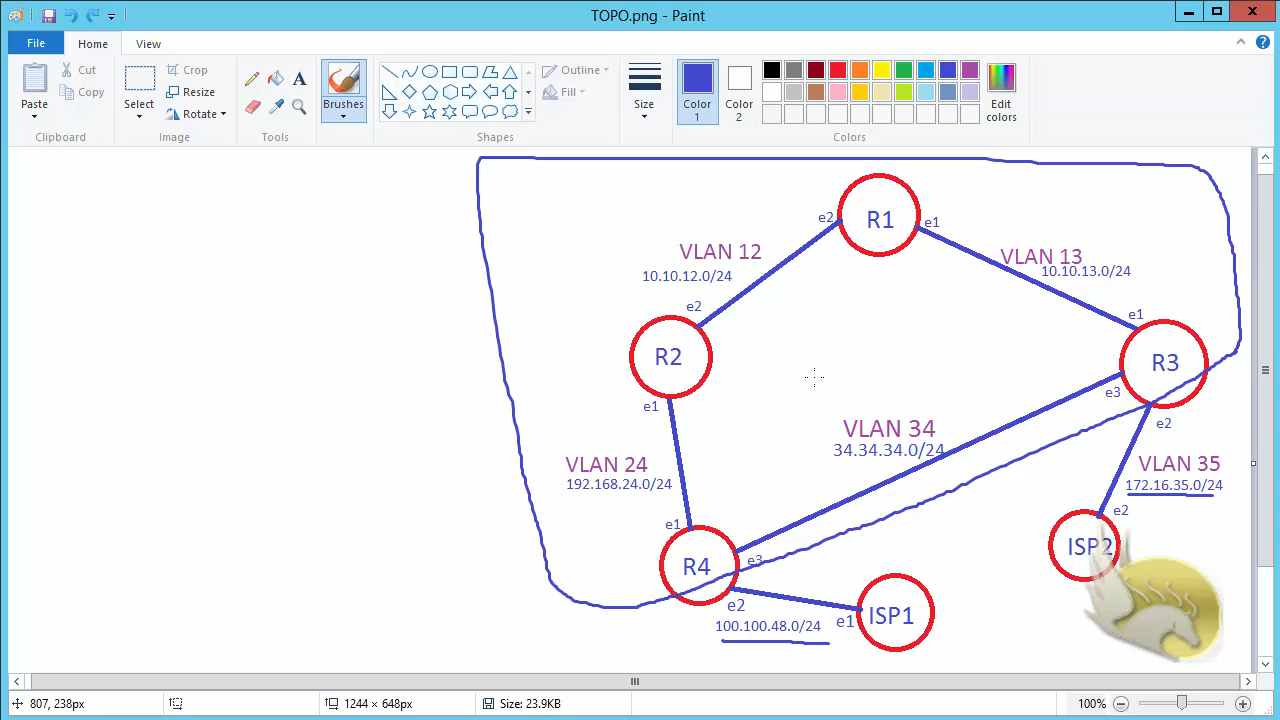 TOPO.png - Paint
File
Home
View
Paste
Cut
Copy
Clipboard
Select
Crop
Resize
Rotate
Image
A
Tools
Brushes
Shapes
Outline
Fill
Size
Color
1
Color
2
Edit
colors
Colors
R1
e2
e1
VLAN 12
10.10.12.0/24
VLAN 13
10.10.13.0/24
e2
e1
R2
R3
e1
e3
e2
VLAN 34
34.34.34.0/24
VLAN 24
192.168.24.0/24
VLAN 35
172.16.35.0/24
e1
e2
R4
e3
ISP2
e2
100.100.48.0/24
e1
ISP1
807, 238px
1244 × 648px
Size: 23.9KB
100%